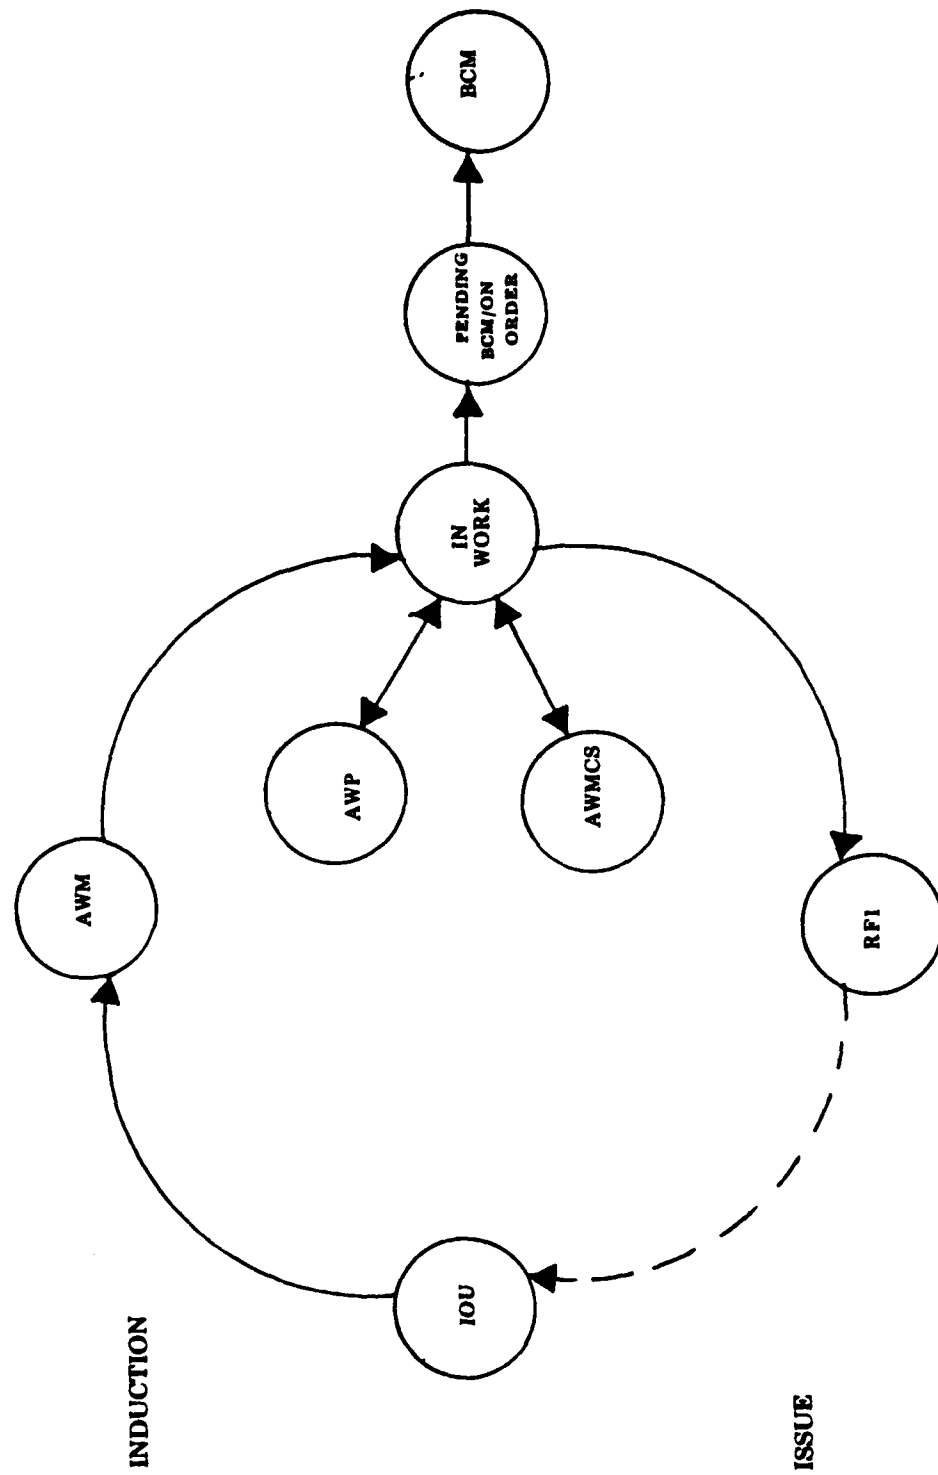 INDUCTION
AWM
AWP
IOU
IN
WORK
PENDING
BCM/ON
ORDER
BCM
AWMCS
ISSUE
RFI